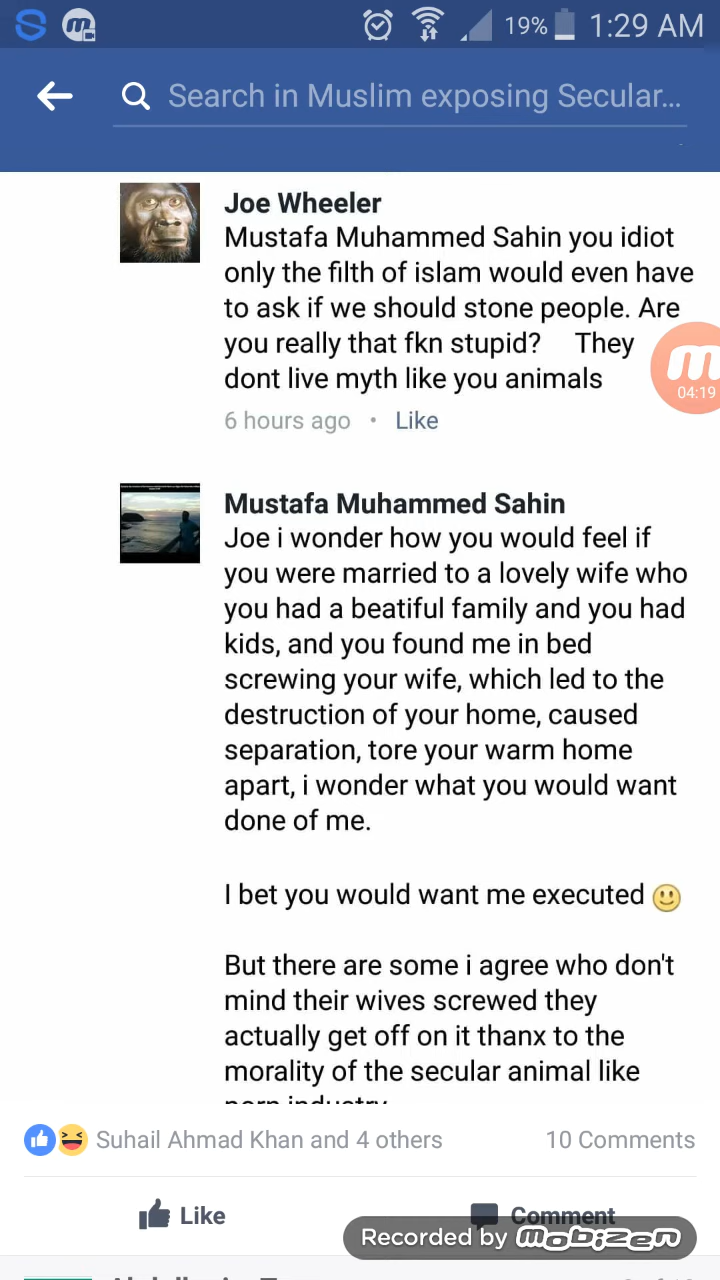 19% 1:29 AM
Search in Muslim exposing Secular...
Joe Wheeler
Mustafa Muhammed Sahin you idiot
only the filth of islam would even have
to ask if we should stone people. Are
you really that fkn stupid? They
dont live myth like you animals
04:19
6 hours ago • Like
Mustafa Muhammed Sahin
Joe i wonder how you would feel if
you were married to a lovely wife who
you had a beatiful family and you had
kids, and you found me in bed
screwing your wife, which led to the
destruction of your home, caused
separation, tore your warm home
apart, i wonder what you would want
done of me.
I bet you would want me executed
But there are some i agree who don't
mind their wives screwed they
actually get off on it thanx to the
morality of the secular animal like
porn industry
Suhail Ahmad Khan and 4 others 10 Comments
Like Comment
Recorded by mobizen